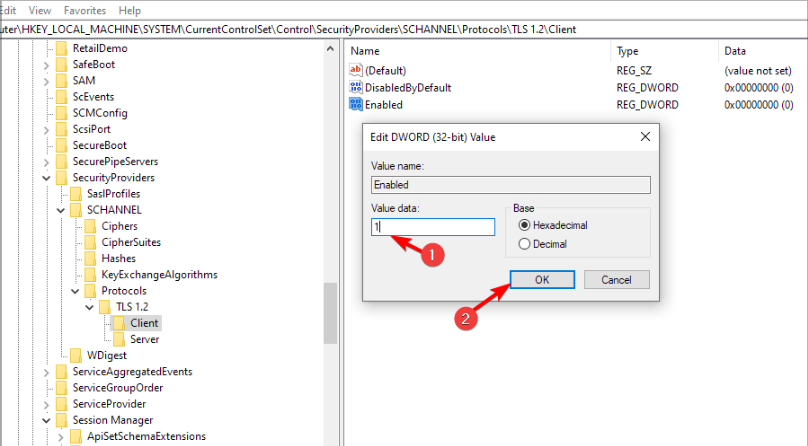 Edit View Favorites Help
uter\HKEY_LOCAL_MACHINE\SYSTEM\CurrentControlSet\Control\SecurityProviders\SCHANNEL\Protocols\TLS 1.2\Client
RetailDemo
SafeBoot
SAM
ScEvents
SCMConfig
ScsiPort
SecureBoot
SecurePipeServers
SecurityProviders
SaslProfiles
SCHANNEL
Ciphers
CipherSuites
Hashes
KeyExchangeAlgorithms
Protocols
TLS 1.2
Client
Server
WDigest
ServiceAggregatedEvents
ServiceGroupOrder
ServiceProvider
Session Manager
ApiSetSchemaExtensions
Name Type Data
ab (Default) REG_SZ (value not set)
DisabledByDefault REG_DWORD 0x00000000 (0)
Enabled REG_DWORD 0x00000000 (0)
Edit DWORD (32-bit) Value
Value name:
Enabled
Value data:
1
Base
Hexadecimal
Decimal
1
OK Cancel
2